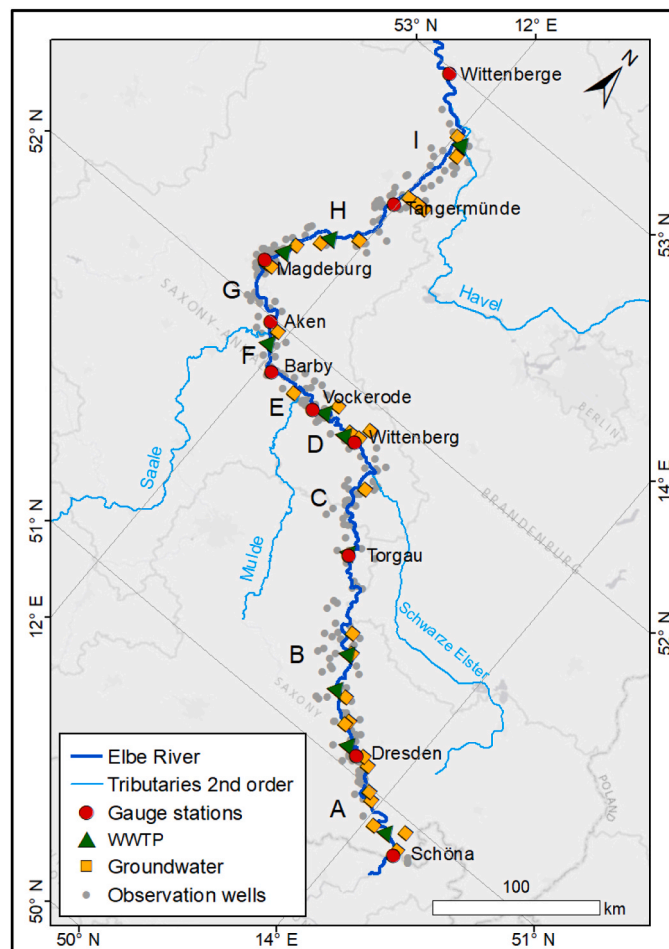 53° N
12° E
N
Wittenberge
52° N
I
Tangermünde
H
53° N
Magdeburg
Havel
G
SAXONY-ANHALT
Aken
F
Barby
BERLIN
E
Vockerode
D
Wittenberg
Saale
14° E
C
BRANDENBURG
51° N
Mulde
Torgau
12° E
Schwarze Elster
52° N
B
SAXONY
Elbe River
Dresden
Tributaries 2nd order
POLAND
Gauge stations
A
WWTP
Groundwater
Schöna
Observation wells
100
km
50° N
50° N
14° E
51° N